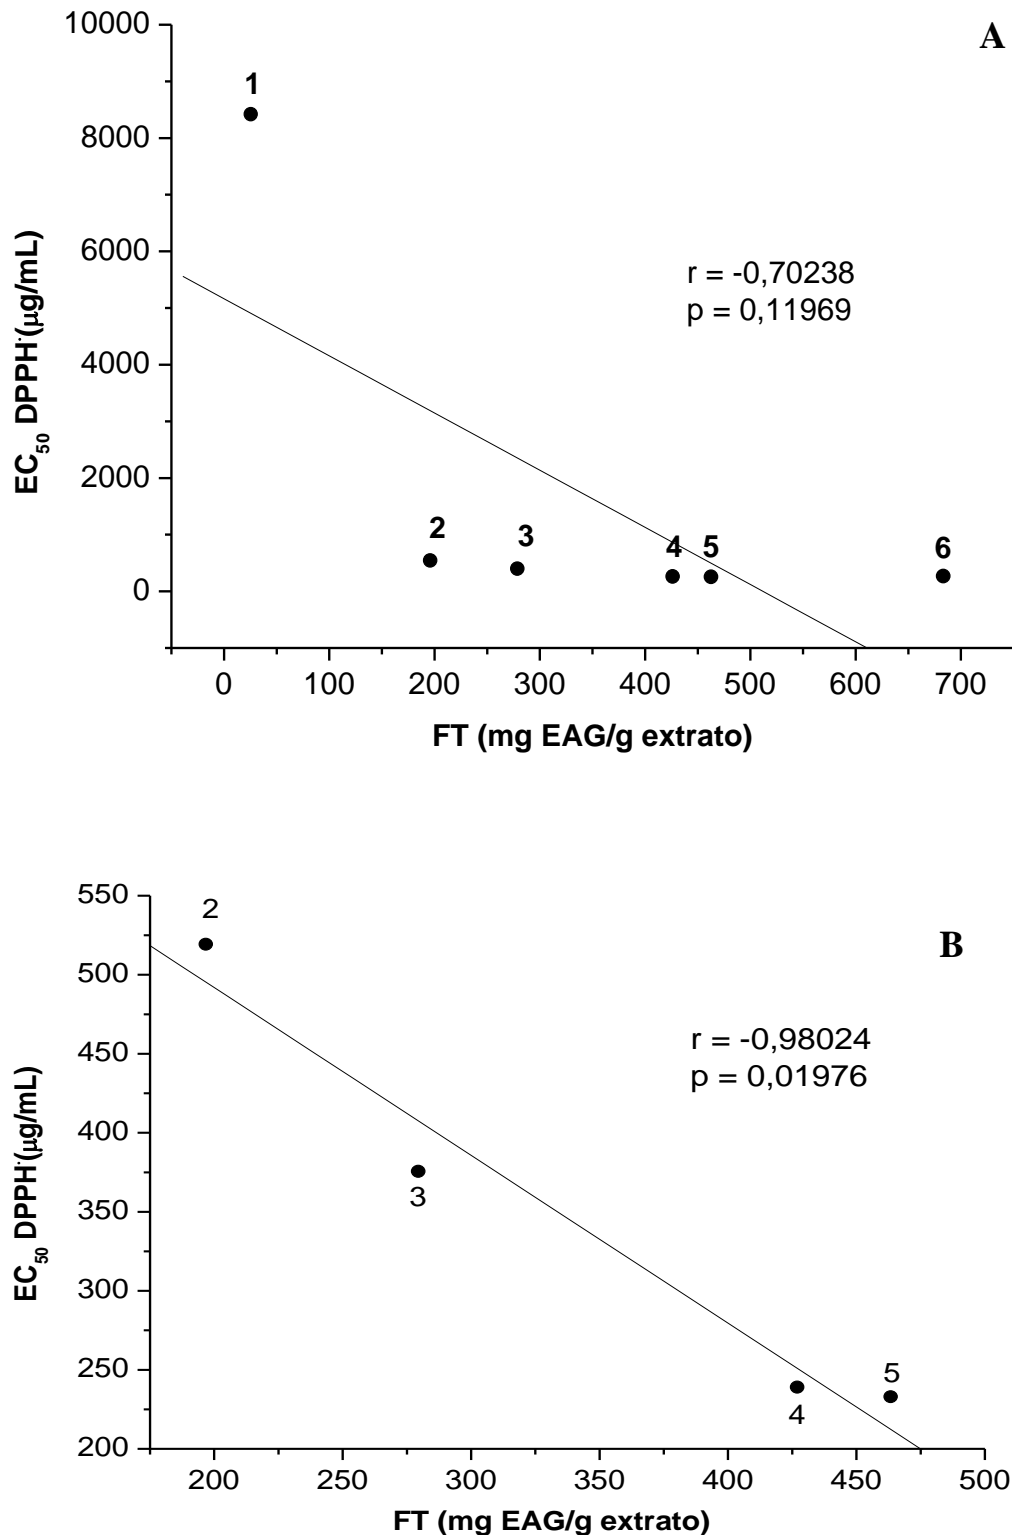 A
10000
8000
6000
4000
2000
0
EC50 DPPH·(μg/mL)
1
r = -0,70238
p = 0,11969
2
3
4
5
6
0 100 200 300 400 500 600 700
FT (mg EAG/g extrato)
B
550
500
450
400
350
300
250
200
EC50 DPPH·(μg/mL)
2
r = -0,98024
p = 0,01976
3
4
5
200 250 300 350 400 450 500
FT (mg EAG/g extrato)